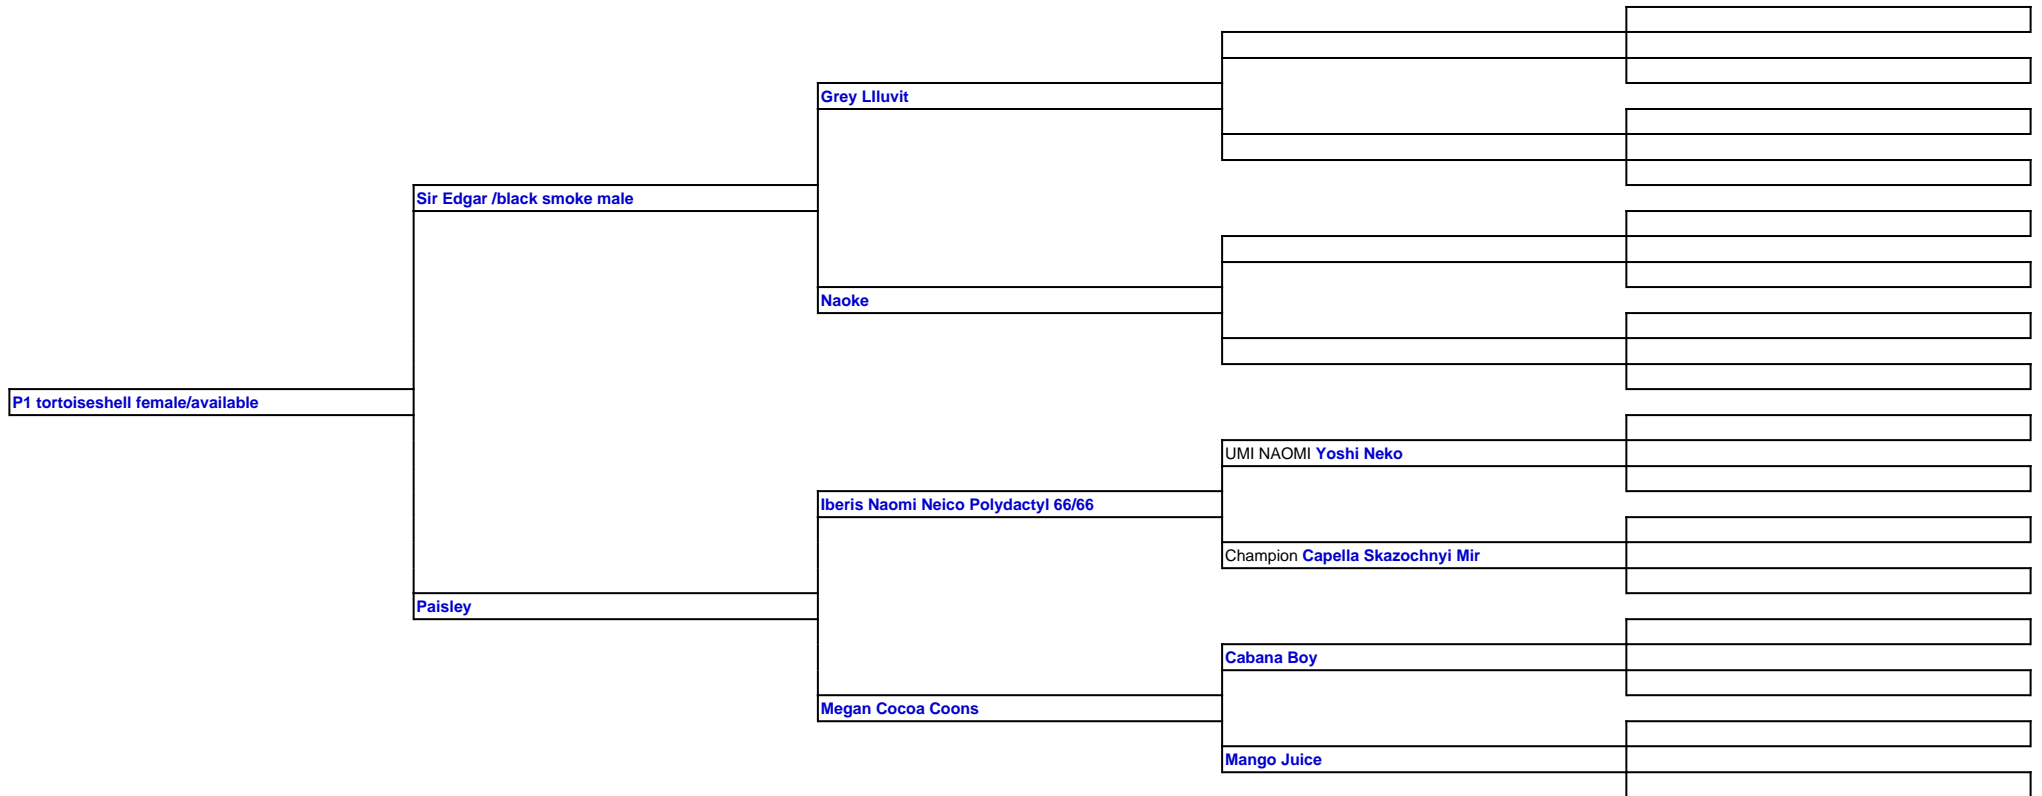 Grey LIluvit
Sir Edgar /black smoke male
Naoke
P1 tortoiseshell female/available
UMI NAOMI Yoshi Neko
Iberis Naomi Neico Polydactyl 66/66
Champion Capella Skazochnyi Mir
Paisley
Cabana Boy
Megan Cocoa Coons
Mango Juice